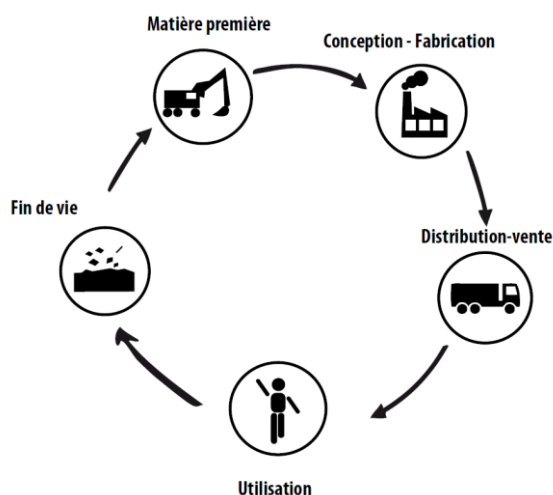 Matière première
Conception - Fabrication
Distribution-vente
Utilisation
Fin de vie